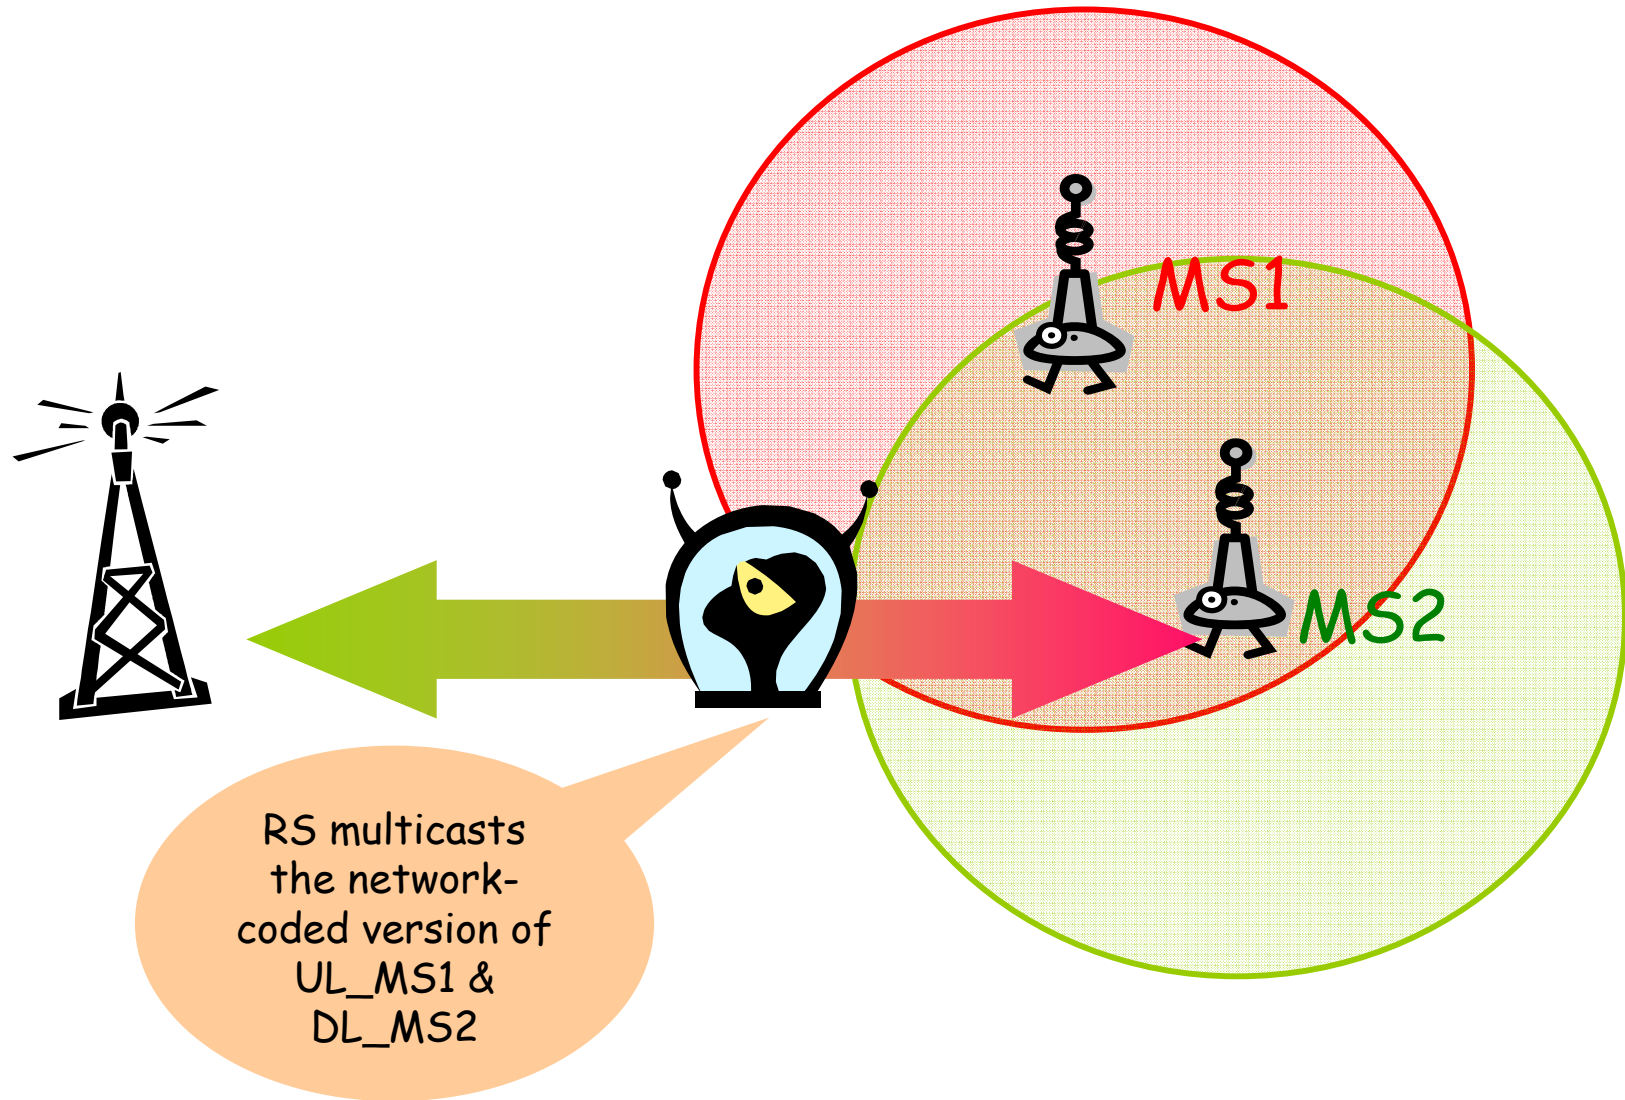 MS1
MS2
RS multicasts
the network-
coded version of
UL_MS1 &
DL_MS2